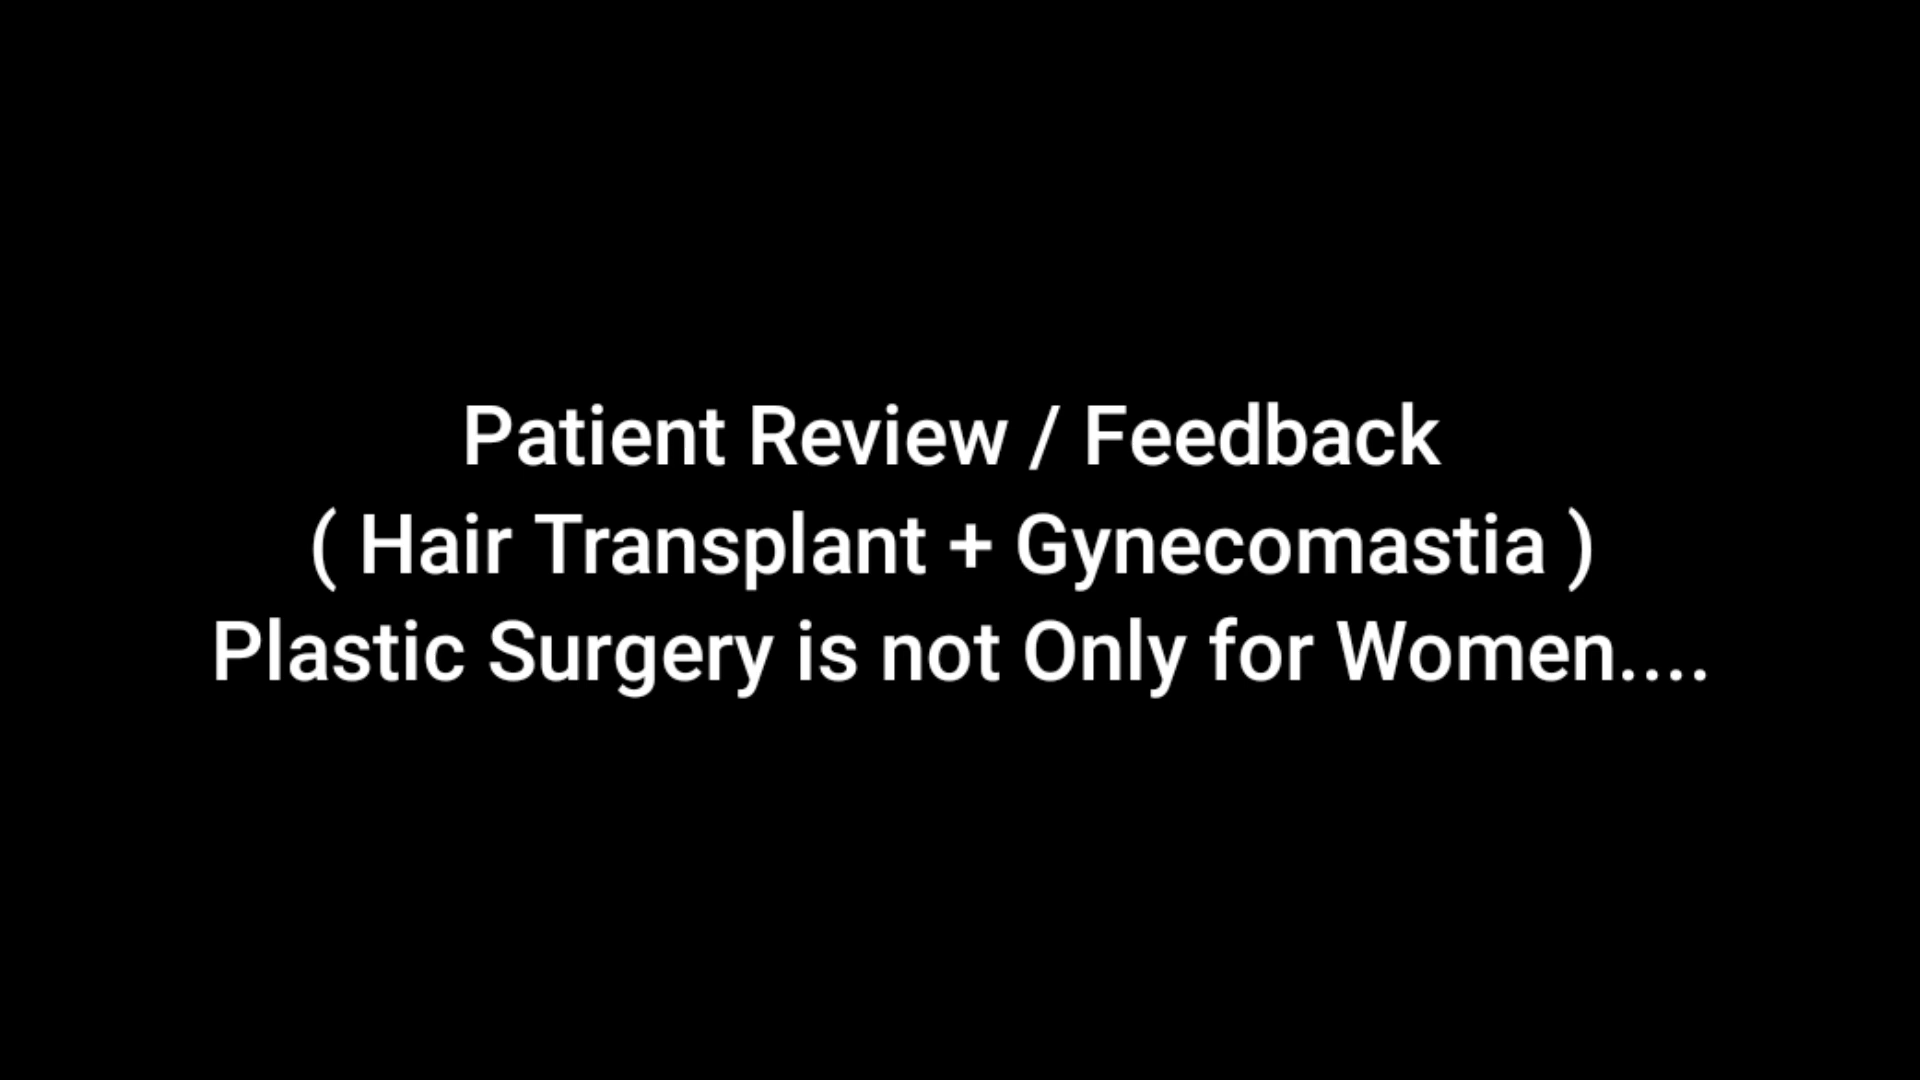 Patient Review / Feedback
( Hair Transplant + Gynecomastia )
Plastic Surgery is not Only for Women....